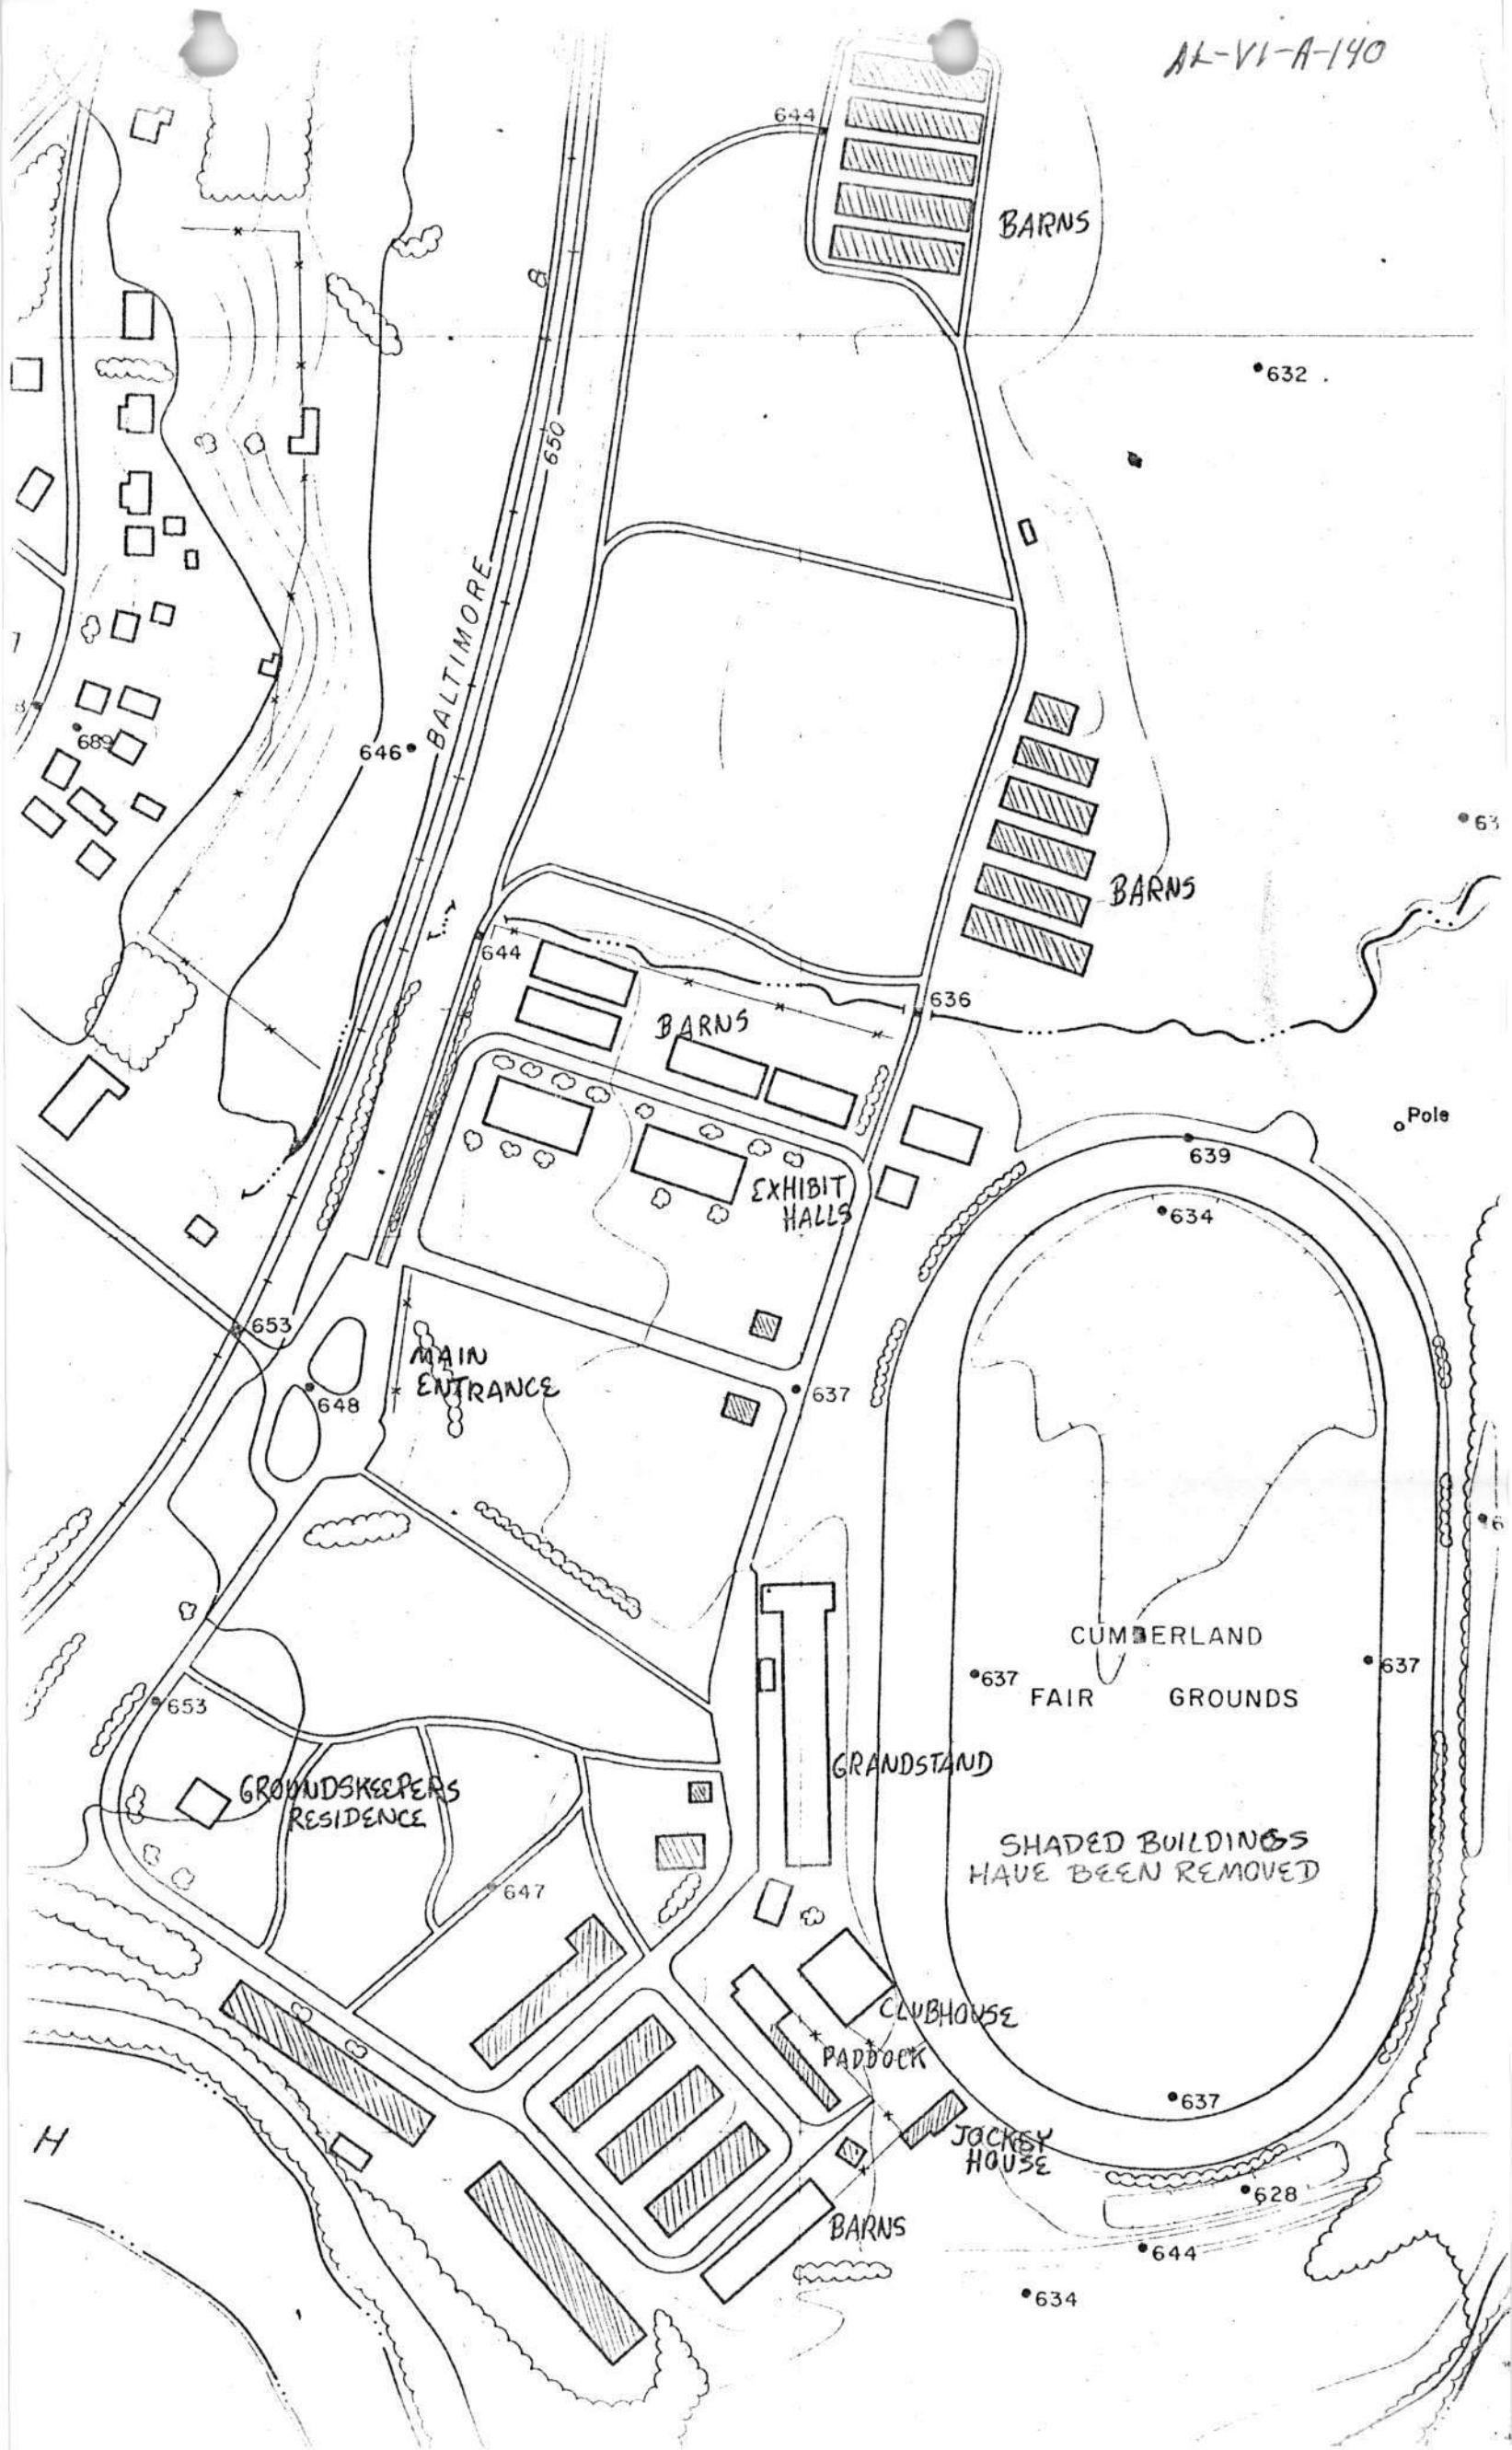 AL-VI-A-140
644
BARNS
8
632
650
BALTIMORE
689
646
BARNS
644
636
BARNS
Pole
639
EXHIBIT
HALLS
634
653
MAIN
ENTRANCE
648
637
CUMBERLAND
637
637
FAIR GROUNDS
653
GRANDSTAND
GROUNDSKEEPERS
RESIDENCE
SHADED BUILDINGS
HAVE BEEN REMOVED
647
CLUBHOUSE
PADDOCK
637
H
JOCKEY
HOUSE
628
BARNS
644
634